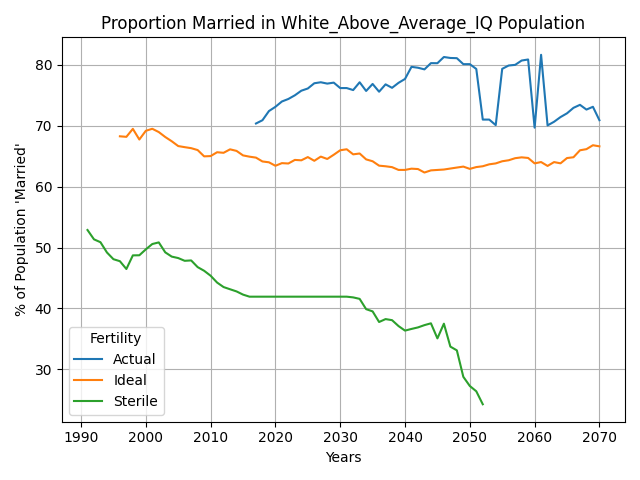 Proportion Married in White_Above_Average_IQ Population
% of Population 'Married'
80
70
60
50
40
30
Fertility
Actual
Ideal
Sterile
1990 2000 2010 2020 2030 2040 2050 2060 2070
Years